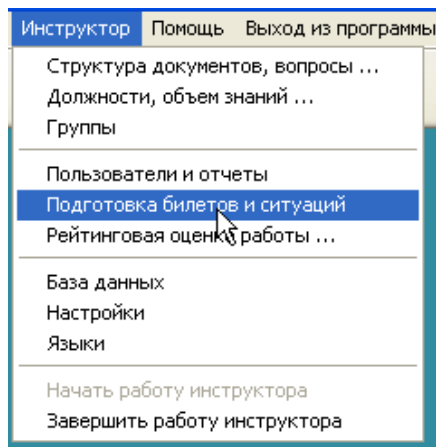 Инструктор Помощь Выход из программы
Структура документов, вопросы ...
Должности, объем знаний ...
Группы
Пользователи и отчеты
Подготовка билетов и ситуаций
Рейтинговая оценка работы ...
База данных
Настройки
Языки
Начать работу инструктора
Завершить работу инструктора